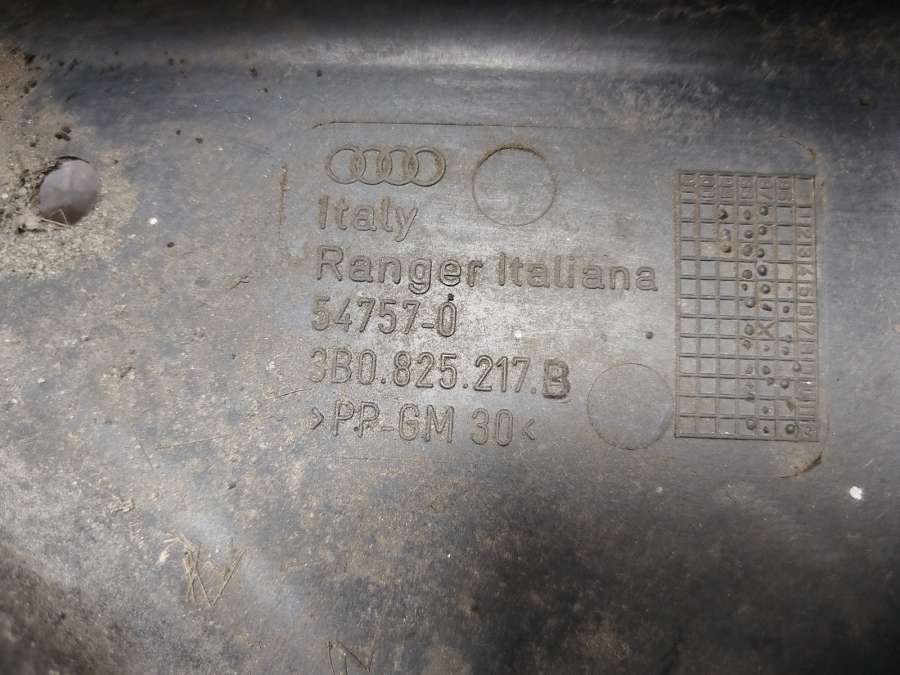 Italy
Ranger Italiana
54757-0
3B0.825.217.B
>PP-GM 30<